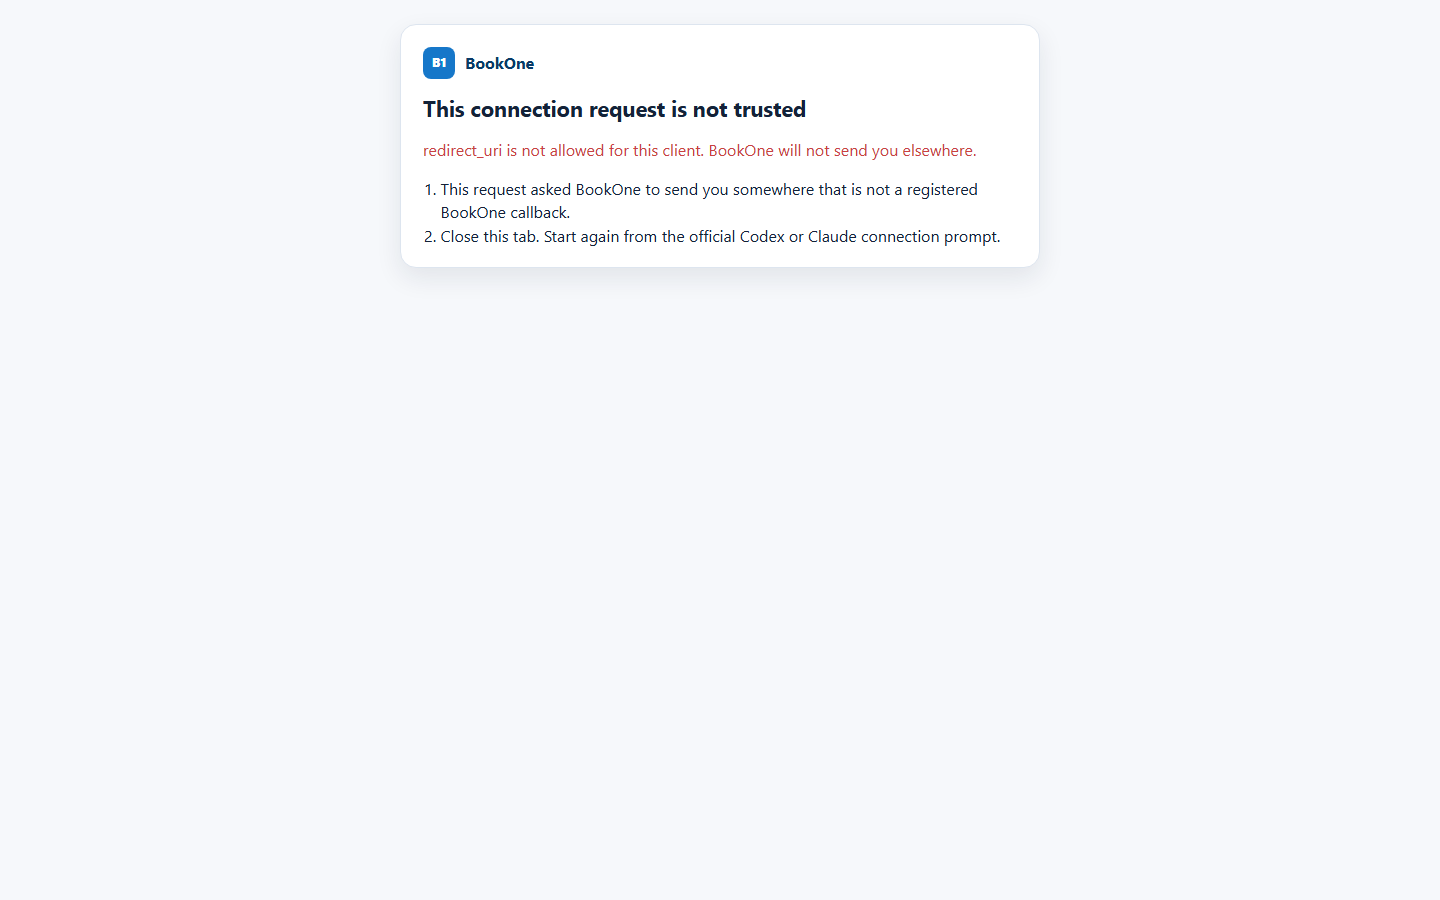 B1 BookOne
This connection request is not trusted
redirect_uri is not allowed for this client. BookOne will not send you elsewhere.
1. This request asked BookOne to send you somewhere that is not a registered
BookOne callback.
2. Close this tab. Start again from the official Codex or Claude connection prompt.